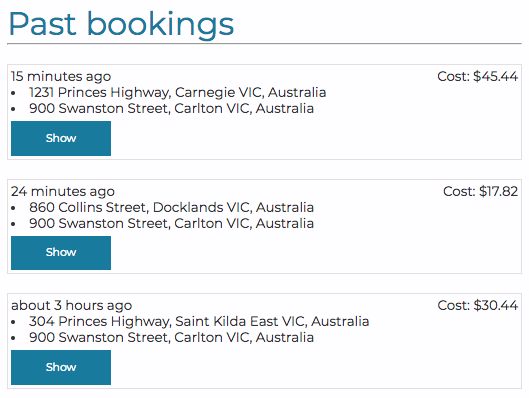 Past bookings
15 minutes ago Cost: $45.44
• 1231 Princes Highway, Carnegie VIC, Australia
• 900 Swanston Street, Carlton VIC, Australia
Show
24 minutes ago Cost: $17.82
• 860 Collins Street, Docklands VIC, Australia
• 900 Swanston Street, Carlton VIC, Australia
Show
about 3 hours ago Cost: $30.44
• 304 Princes Highway, Saint Kilda East VIC, Australia
• 900 Swanston Street, Carlton VIC, Australia
Show